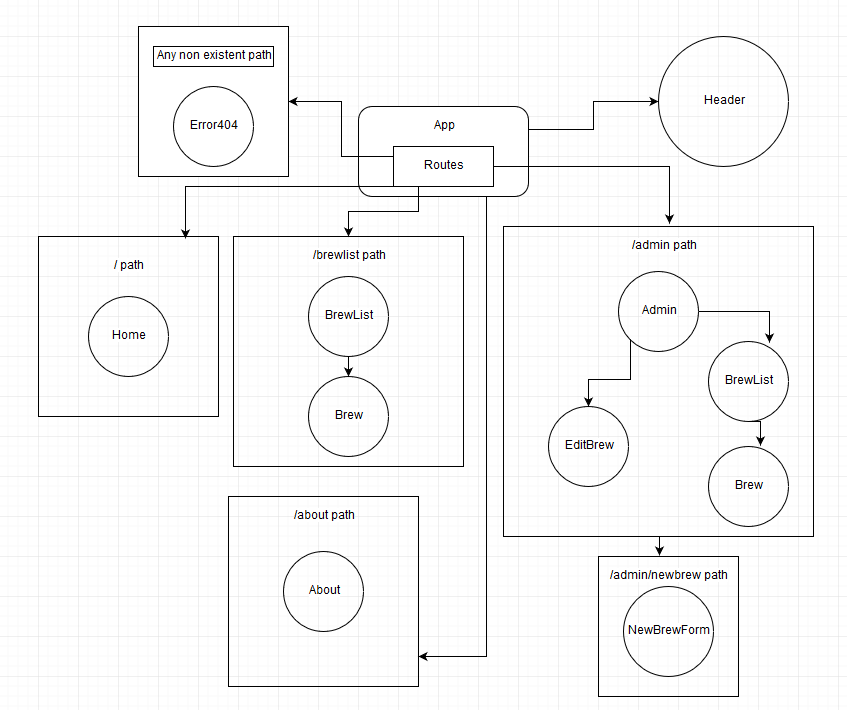 Any non existent path
Error404
App
Routes
Header
/ path
Home
/brewlist path
BrewList
Brew
/admin path
Admin
BrewList
EditBrew
Brew
/about path
About
/admin/newbrew path
NewBrewForm